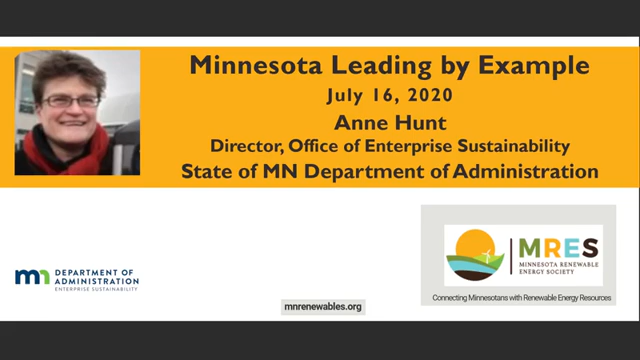 Minnesota Leading by Example
July 16, 2020
Anne Hunt
Director, Office of Enterprise Sustainability
State of MN Department of Administration
mn DEPARTMENT OF
ADMINISTRATION
ENTERPRISE SUSTAINABILITY
MRES
MINNESOTA RENEWABLE
ENERGY SOCIETY
Connecting Minnesotans with Renewable Energy Resources
mnrenewables.org